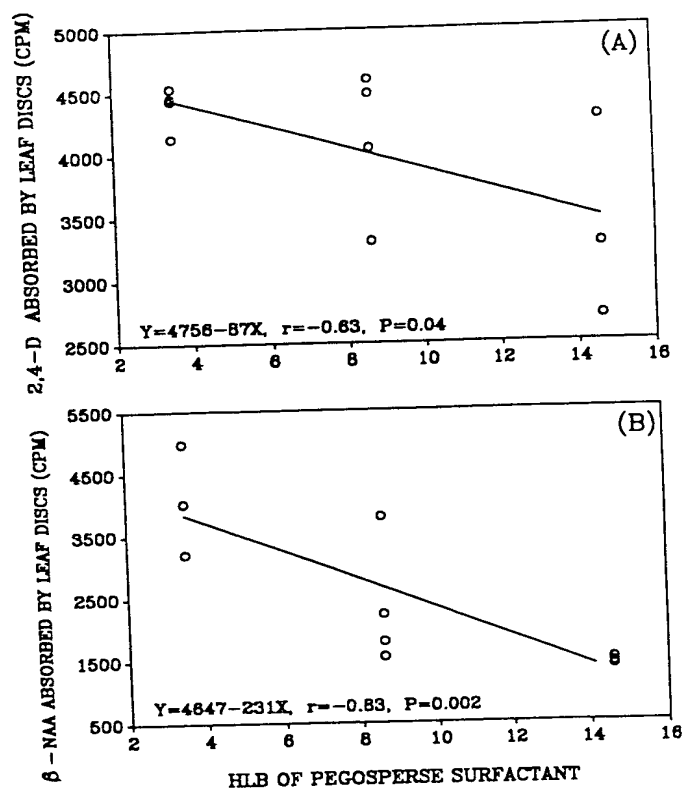 5000
(A)
4500
4000
3500
3000
2500
2,4-D ABSORBED BY LEAF DISCS (CPM)
Y=4756-87X, r=-0.63, P=0.04
2 4 6 8 10 12 14 16
5500
(B)
4500
3500
2500
1500
500
β-NAA ABSORBED BY LEAF DISCS (CPM)
Y=4647-231X, r=-0.83, P=0.002
2 4 6 8 10 12 14 16
HLB OF PEGOSPERSE SURFACTANT